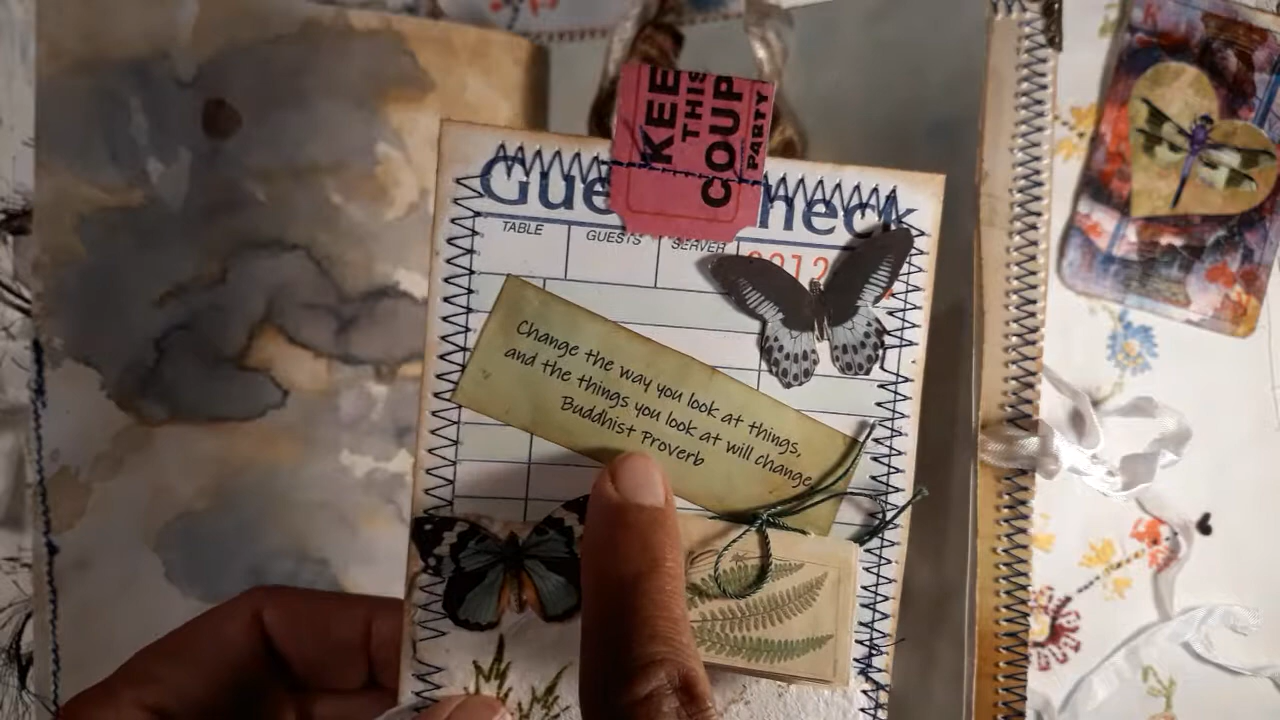 KEE
THIS
COUP
PARTY
Gue heck
TABLE GUESTS SERVER
0212
Change the way you look at things,
and the things you look at will change.
Buddhist Proverb